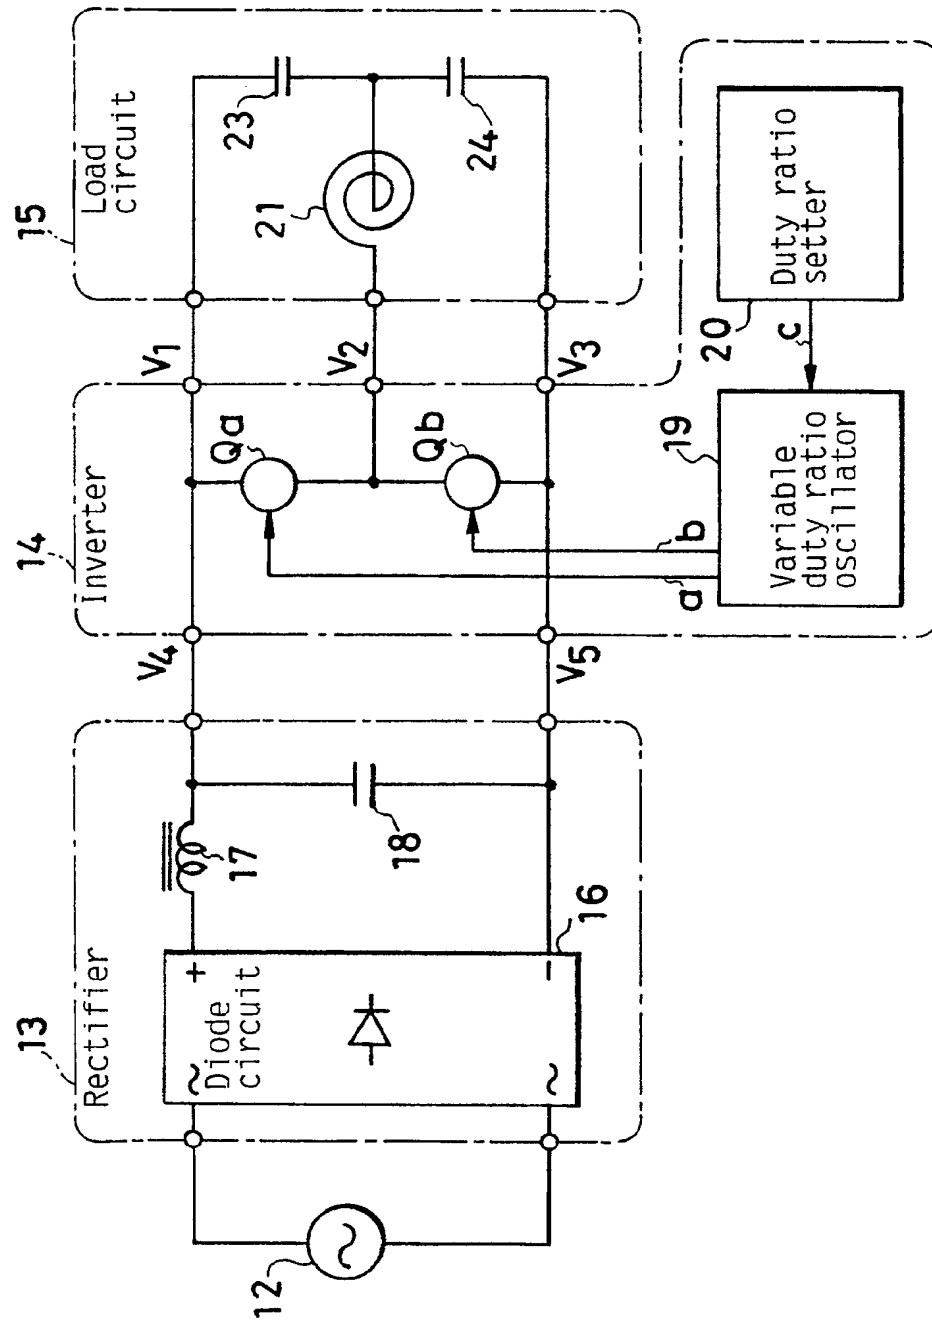 12
13
Rectifier
~
~
Diode
circuit
+
-
16
17
18
14
Inverter
V4
V5
Qa
Qb
a
b
V1
V2
V3
15
Load
circuit
21
23
24
19
Variable
duty ratio
oscillator
c
20
Duty ratio
setter